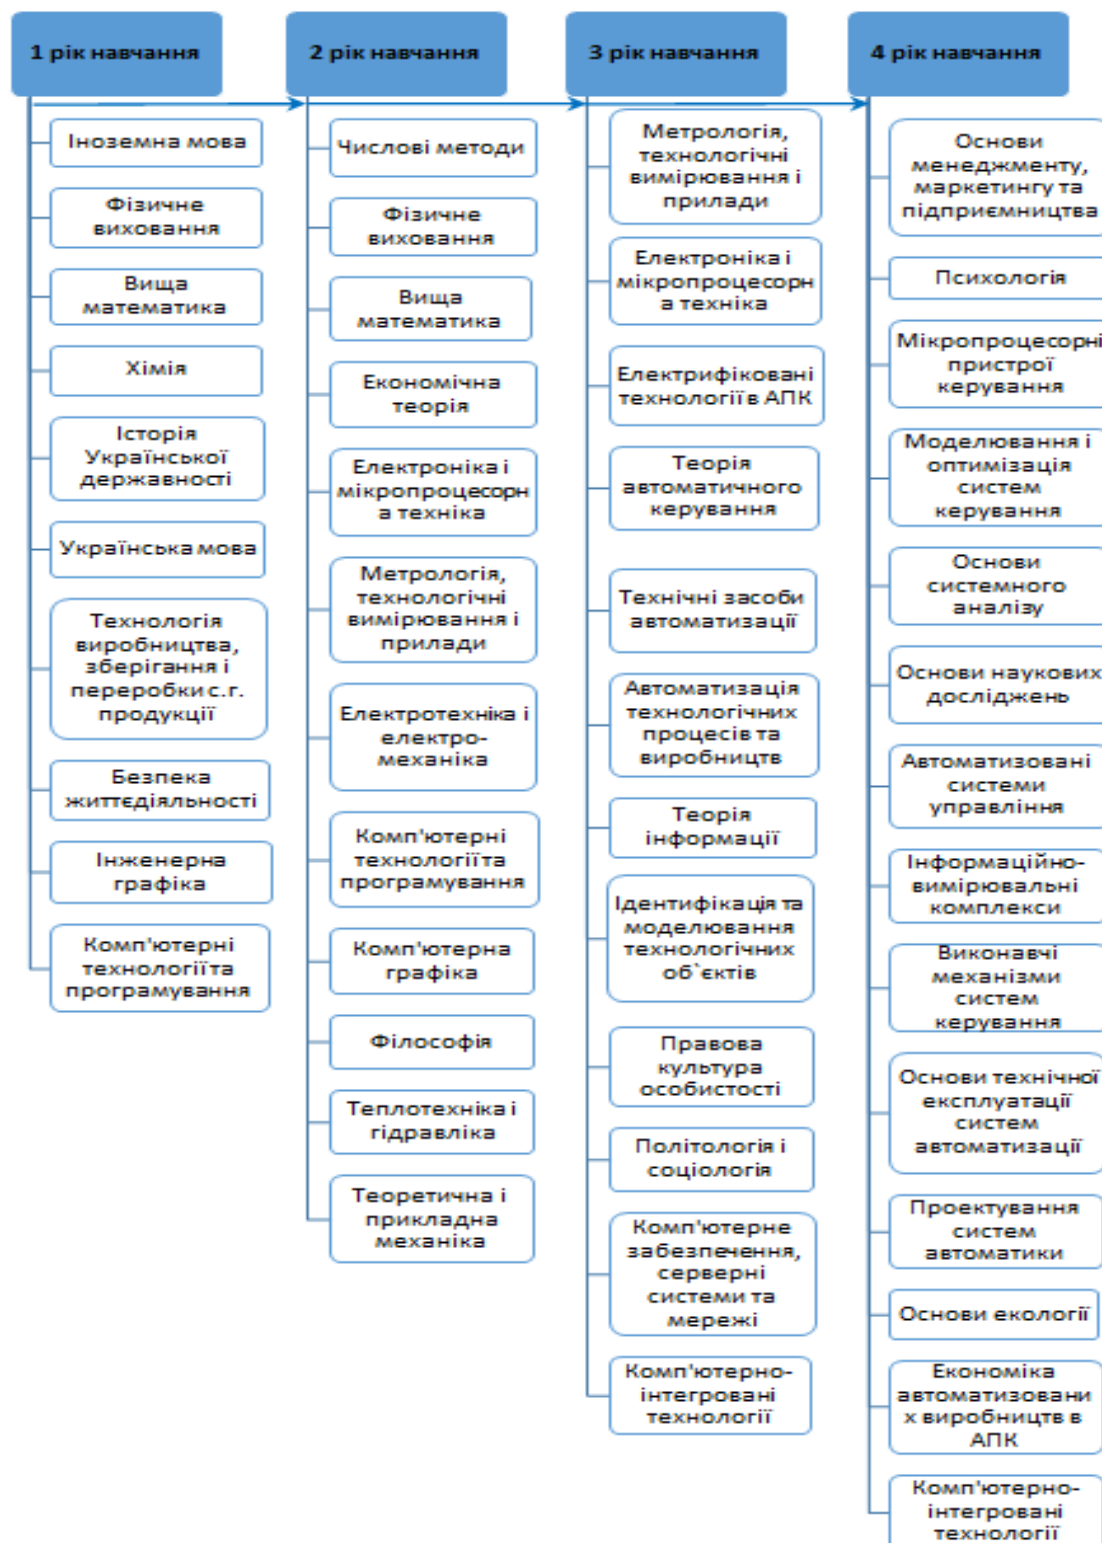 1 рік навчання
2 рік навчання
3 рік навчання
4 рік навчання
Іноземна мова
Фізичне
виховання
Вища
математика
Хімія
Історія
Української
державності
Українська мова
Технологія
виробництва,
зберігання і
переробки с.г.
продукції
Безпека
життєдіяльності
Інженерна
графіка
Комп'ютерні
технології та
програмування
Числові методи
Фізичне
виховання
Вища
математика
Економічна
теорія
Електроніка і
мікропроцесорн
а техніка
Метрологія,
технологічні
вимірювання і
прилади
Електротехніка і
електро-
механіка
Комп'ютерні
технології та
програмування
Комп'ютерна
графіка
Філософія
Теплотехніка і
гідравліка
Теоретична і
прикладна
механіка
Метрологія,
технологічні
вимірювання і
прилади
Електроніка і
мікропроцесорн
а техніка
Електрифіковані
технології в АПК
Теорія
автоматичного
керування
Технічні засоби
автоматизації
Автоматизація
технологічних
процесів та
виробництв
Теорія
інформації
Ідентифікація та
моделювання
технологічних
об`єктів
Правова
культура
особистості
Політологія і
соціологія
Комп'ютерне
забезпечення,
серверні
системи та
мережі
Комп'ютерно-
інтегровані
технології
Основи
менеджменту,
маркетингу та
підприємництва
Психологія
Мікропроцесорні
пристрої
керування
Моделювання і
оптимізація
систем
керування
Основи
системного
аналізу
Основи наукових
досліджень
Автоматизовані
системи
управління
Інформаційно-
вимірювальні
комплекси
Виконавчі
механізми
систем
керування
Основи технічної
експлуатації
систем
автоматизації
Проектування
систем
автоматики
Основи екології
Економіка
автоматизовани
х виробництв в
АПК
Комп'ютерно-
інтегровані
технології